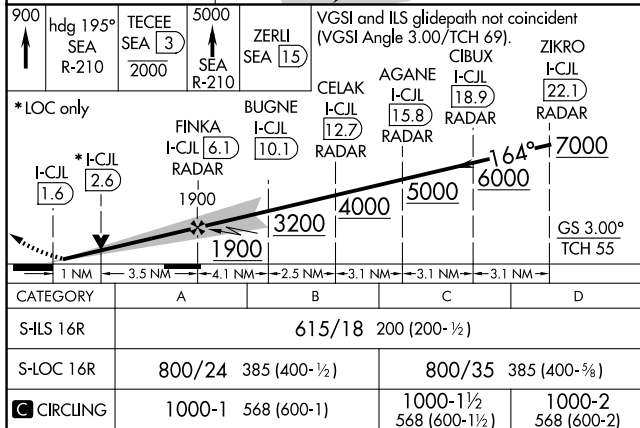 900
hdg 195°
SEA
R-210
TECEE
SEA 3
2000
5000
SEA
R-210
ZERLI
SEA 15
VGSI and ILS glidepath not coincident
(VGSI Angle 3.00/TCH 69).
* LOC only
I-CJL
1.6
* I-CJL
2.6
FINKA
I-CJL 6.1
RADAR
1900
BUGNE
I-CJL
10.1
CELAK
I-CJL
12.7
RADAR
AGANE
I-CJL
15.8
RADAR
CIBUX
I-CJL
18.9
RADAR
ZIKRO
I-CJL
22.1
RADAR
164°
7000
6000
5000
4000
3200
1900
GS 3.00°
TCH 55
1 NM
3.5 NM
4.1 NM
2.5 NM
3.1 NM
3.1 NM
3.1 NM
CATEGORY A B C D
S-ILS 16R 615/18 200 (200-½)
S-LOC 16R 800/24 385 (400-½) 800/35 385 (400-⅝)
C CIRCLING 1000-1 568 (600-1) 1000-1½ 568 (600-1½) 1000-2 568 (600-2)